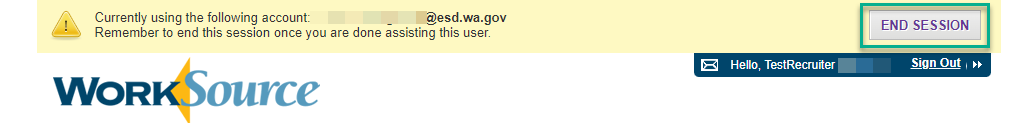 Currently using the following account: @esd.wa.gov
Remember to end this session once you are done assisting this user.
END SESSION
Hello, TestRecruiter
Sign Out
WorkSource